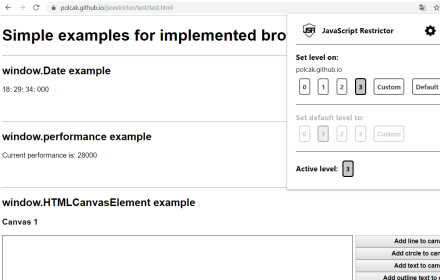 polcak.github.io/jsrestrictor/test/test.html
Simple examples for implemented bro
window.Date example
18: 29: 34: 000
window.performance example
Current performance is: 28000
window.HTMLCanvasElement example
Canvas 1
Add line to canv
Add circle to can
Add text to canv
Add outline text to c
JSR JavaScript Restrictor
Set level on:
polcak.github.io
0 1 2 3 Custom Default
Set default level to:
0 1 2 3 Custom
Active level: 3